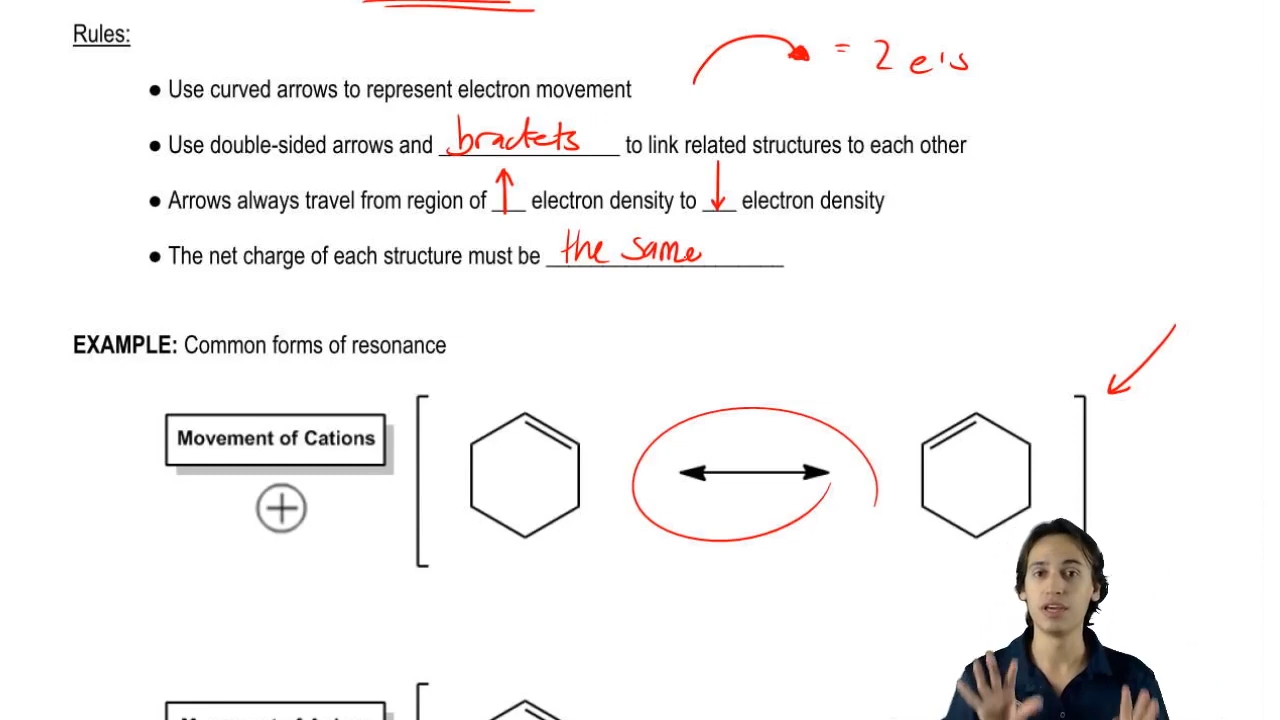 Rules:
= 2 e's
● Use curved arrows to represent electron movement
● Use double-sided arrows and brackets to link related structures to each other
● Arrows always travel from region of ↑ electron density to ↓ electron density
● The net charge of each structure must be the same
EXAMPLE: Common forms of resonance
Movement of Cations
+